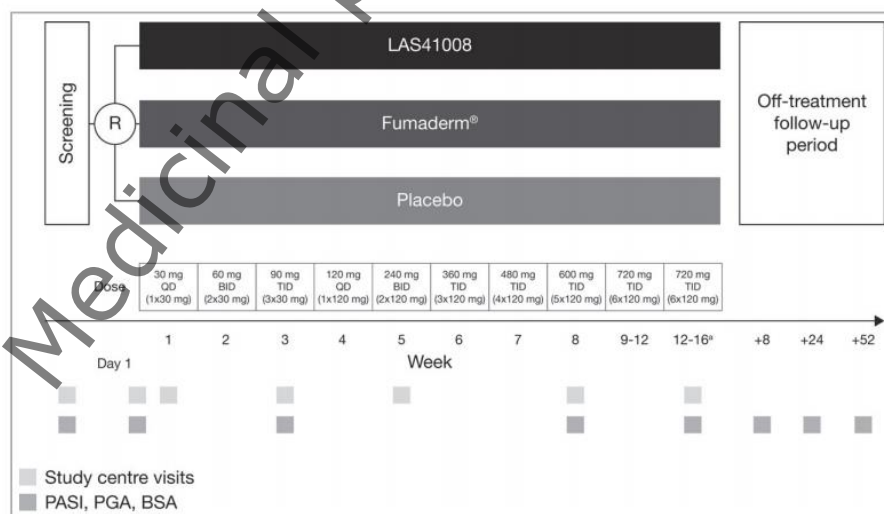 Medicinal
LAS41008
Screening
R
Fumaderm®
Placebo
Off-treatment
follow-up
period
Dose
30 mg
QD
(1x30 mg)
60 mg
BID
(2x30 mg)
90 mg
TID
(3x30 mg)
120 mg
QD
(1x120 mg)
240 mg
BID
(2x120 mg)
360 mg
TID
(3x120 mg)
480 mg
TID
(4x120 mg)
600 mg
TID
(5x120 mg)
720 mg
TID
(6x120 mg)
720 mg
TID
(6x120 mg)
1 2 3 4 5 6 7 8 9-12 12-16ª +8 +24 +52
Day 1 Week
Study centre visits
PASI, PGA, BSA